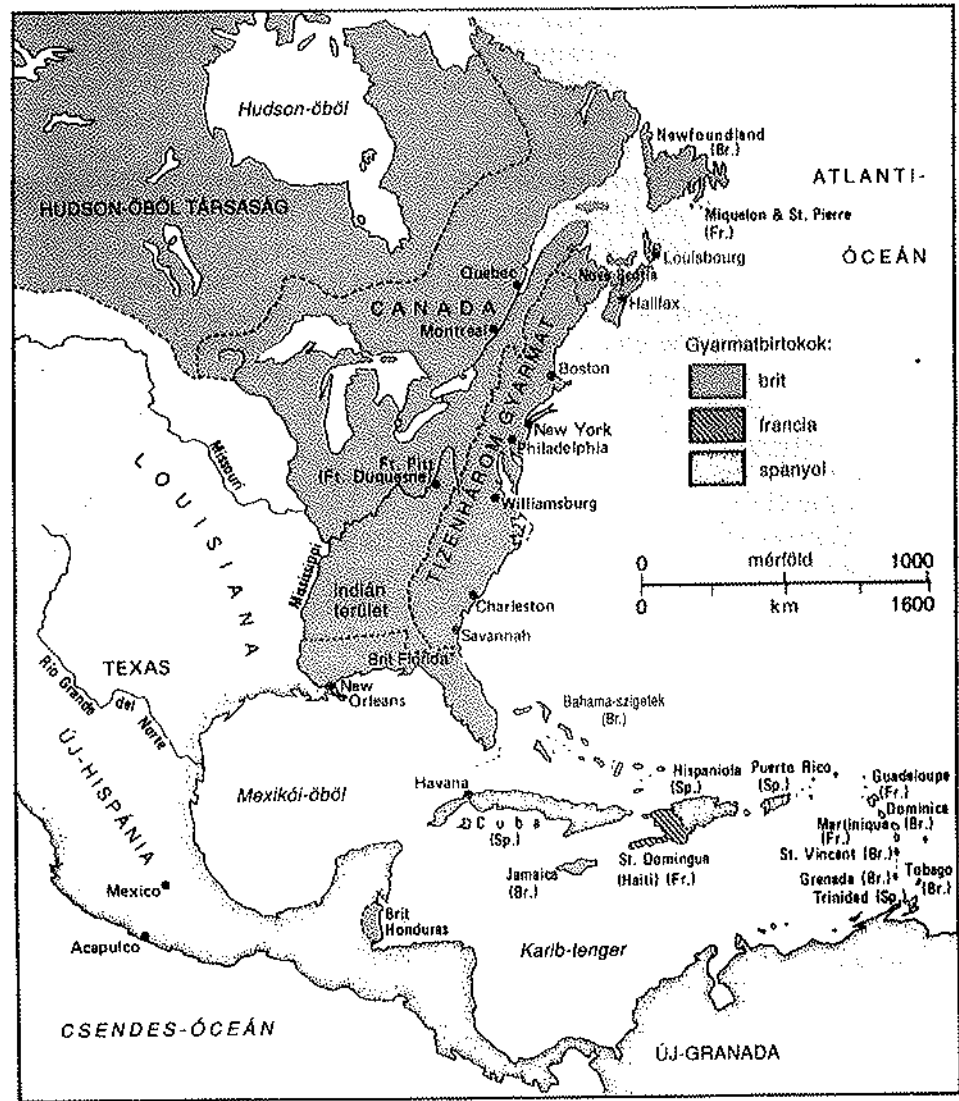 Hudson-öböl
Newfoundland
(Br.)
ATLANTI-
HUDSON-ÖBÖL TÁRSASÁG
Miquelon & St. Pierre
(Fr.)
ÓCEÁN
Louisbourg
Quebec
Nova Scotia
CANADA
Halifax
Montreal
Gyarmatbirtokok:
brit
francia
spanyol
Boston
New York
Philadelphia
TIZENHÁROM GYARMAT
Missouri
Ft. Pitt
(Ft. Duquesne)
Williamsburg
LOUISIANA
0 mérföld 1000
0 km 1600
Indián
terület
Charleston
Savannah
Brit Florida
TEXAS
New
Orleans
Rio Grande
del
Norte
Bahama-szigetek
(Br.)
ÚJ-HISPÁNIA
Mexikói-öböl
Havana
Cuba
(Sp.)
Hispaniola
(Sp.)
Puerto Rico
(Sp.)
Guadeloupe
(Fr.)
Dominica
(Br.)
Martinique
(Fr.)
St. Vincent (Br.)
Grenada (Br.)
Tobago
(Br.)
Trinidad (Sp.)
Jamaica
(Br.)
St. Domingue
(Haiti) (Fr.)
Mexico
Acapulco
Brit
Honduras
Karib-tenger
CSENDES-ÓCEÁN
ÚJ-GRANADA